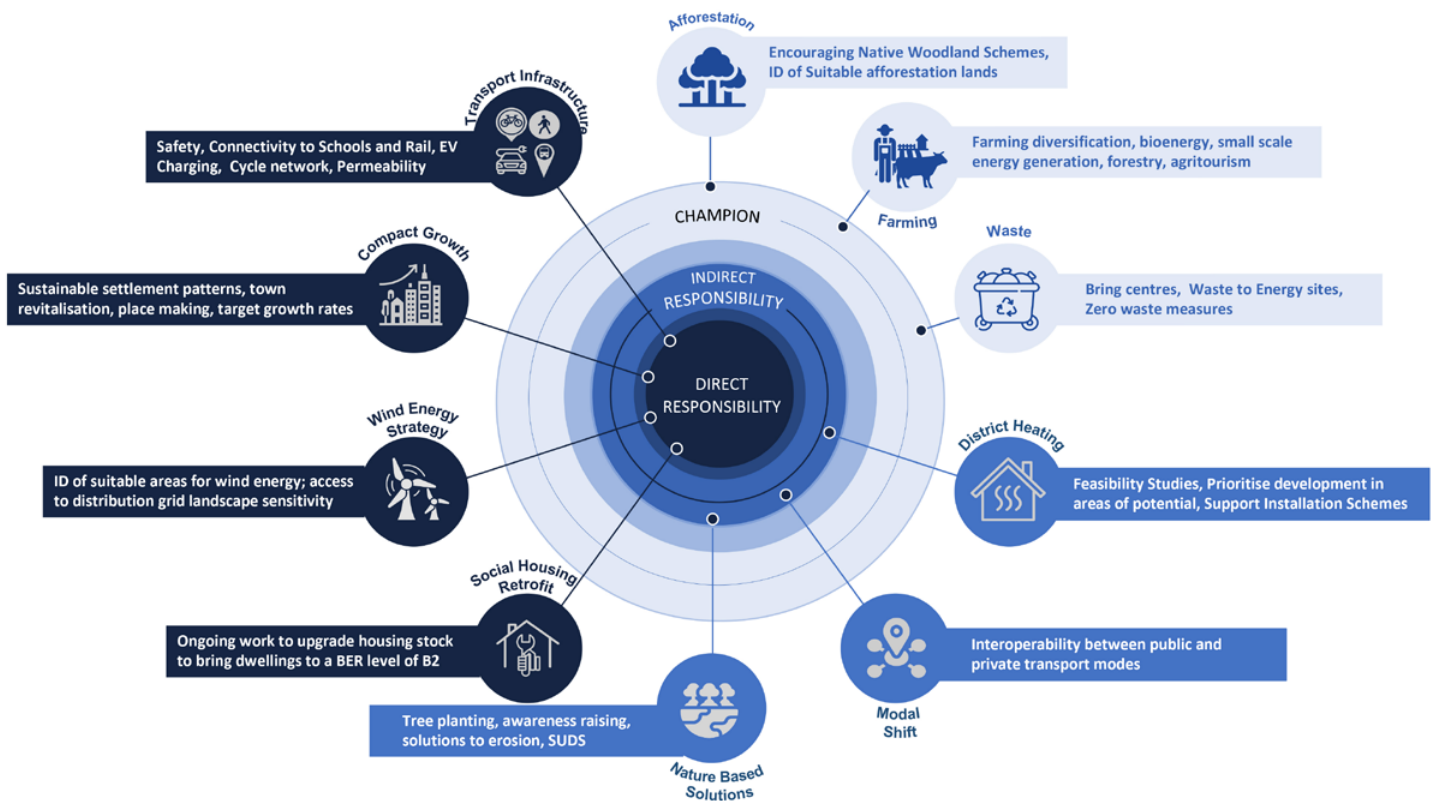 Afforestation
Encouraging Native Woodland Schemes,
ID of Suitable afforestation lands
Transport Infrastructure
Safety, Connectivity to Schools and Rail, EV
Charging, Cycle network, Permeability
Farming diversification, bioenergy, small scale
energy generation, forestry, agritourism
Farming
CHAMPION
Compact Growth
Sustainable settlement patterns, town
revitalisation, place making, target growth rates
Waste
Bring centres, Waste to Energy sites,
Zero waste measures
INDIRECT
RESPONSIBILITY
DIRECT
RESPONSIBILITY
Wind Energy
Strategy
ID of suitable areas for wind energy; access
to distribution grid landscape sensitivity
District Heating
Feasibility Studies, Prioritise development in
areas of potential, Support Installation Schemes
Social Housing
Retrofit
Ongoing work to upgrade housing stock
to bring dwellings to a BER level of B2
Interoperability between public and
private transport modes
Modal
Shift
Tree planting, awareness raising,
solutions to erosion, SUDS
Nature Based
Solutions